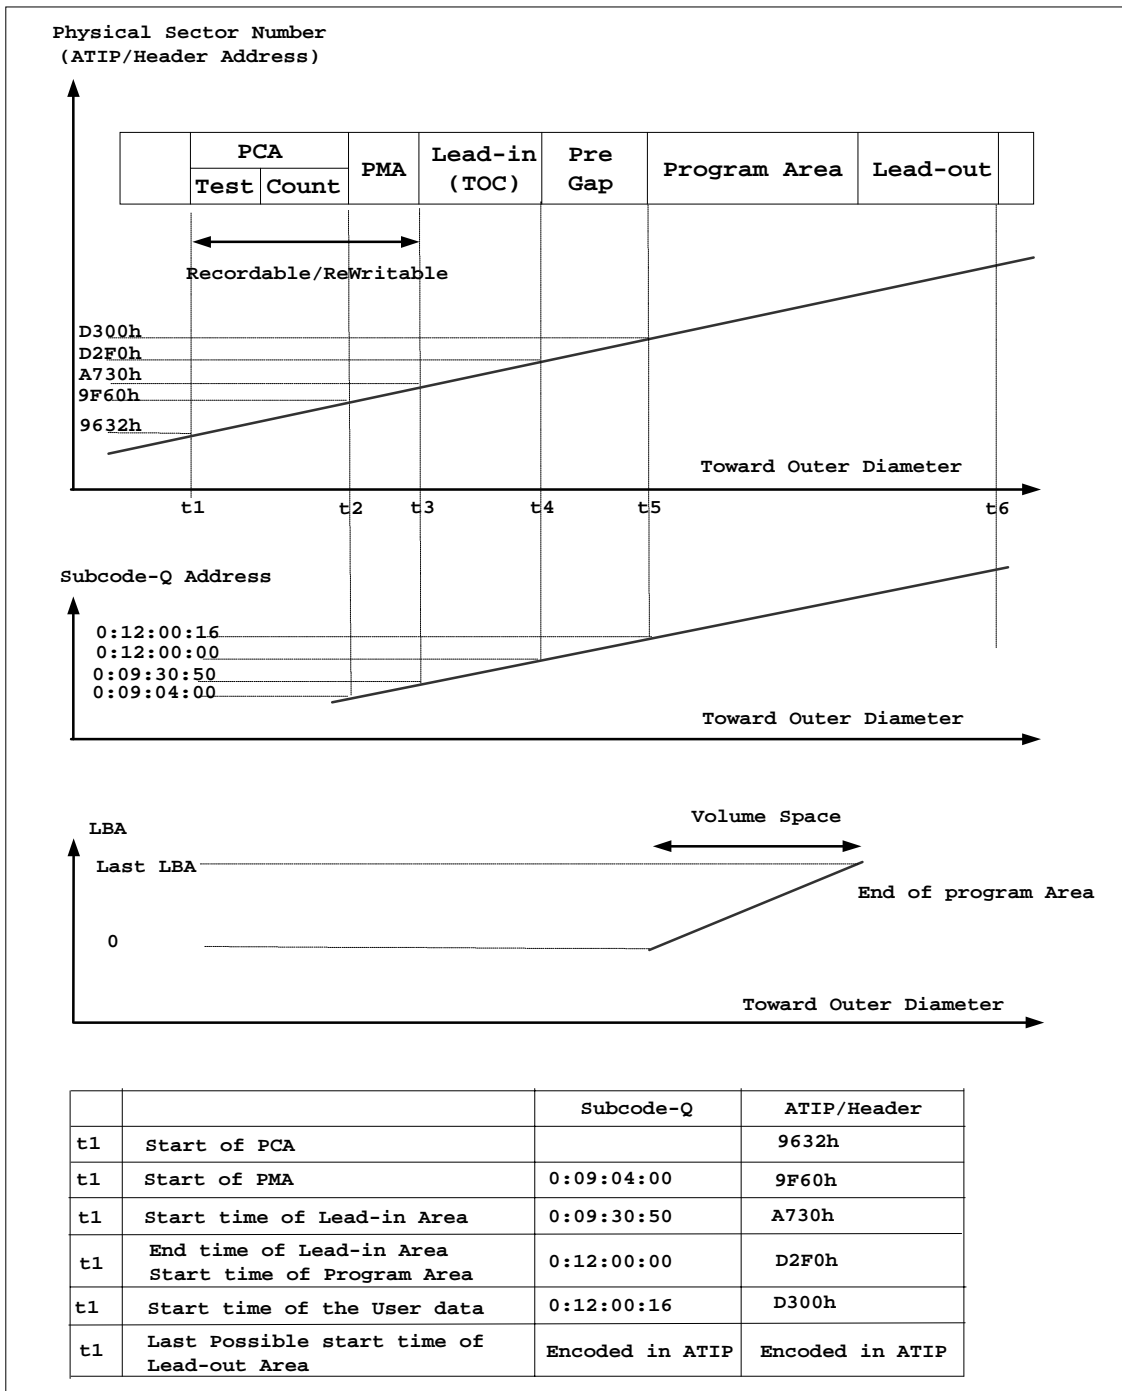 Physical Sector Number
(ATIP/Header Address)
PCA
Test Count
PMA
Lead-in
(TOC)
Pre
Gap
Program Area
Lead-out
Recordable/ReWritable
D300h
D2F0h
A730h
9F60h
9632h
Toward Outer Diameter
t1 t2 t3 t4 t5 t6
Subcode-Q Address
0:12:00:16
0:12:00:00
0:09:30:50
0:09:04:00
Toward Outer Diameter
Volume Space
LBA
Last LBA
End of program Area
0
Toward Outer Diameter
Subcode-Q ATIP/Header
t1 Start of PCA 9632h
t1 Start of PMA 0:09:04:00 9F60h
t1 Start time of Lead-in Area 0:09:30:50 A730h
t1 End time of Lead-in Area
Start time of Program Area 0:12:00:00 D2F0h
t1 Start time of the User data 0:12:00:16 D300h
t1 Last Possible start time of
Lead-out Area Encoded in ATIP Encoded in ATIP